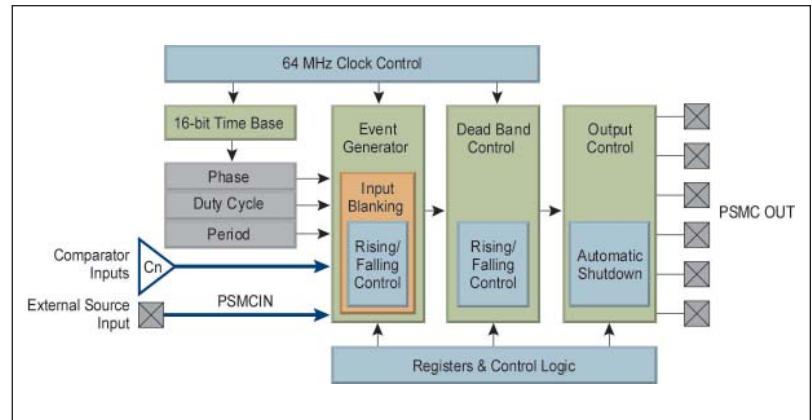 64 MHz Clock Control
16-bit Time Base
Phase
Duty Cycle
Period
Comparator
Inputs
Cn
External Source
Input
PSMCIN
Event
Generator
Input
Blanking
Rising/
Falling
Control
Dead Band
Control
Rising/
Falling
Control
Output
Control
Automatic
Shutdown
PSMC OUT
Registers & Control Logic